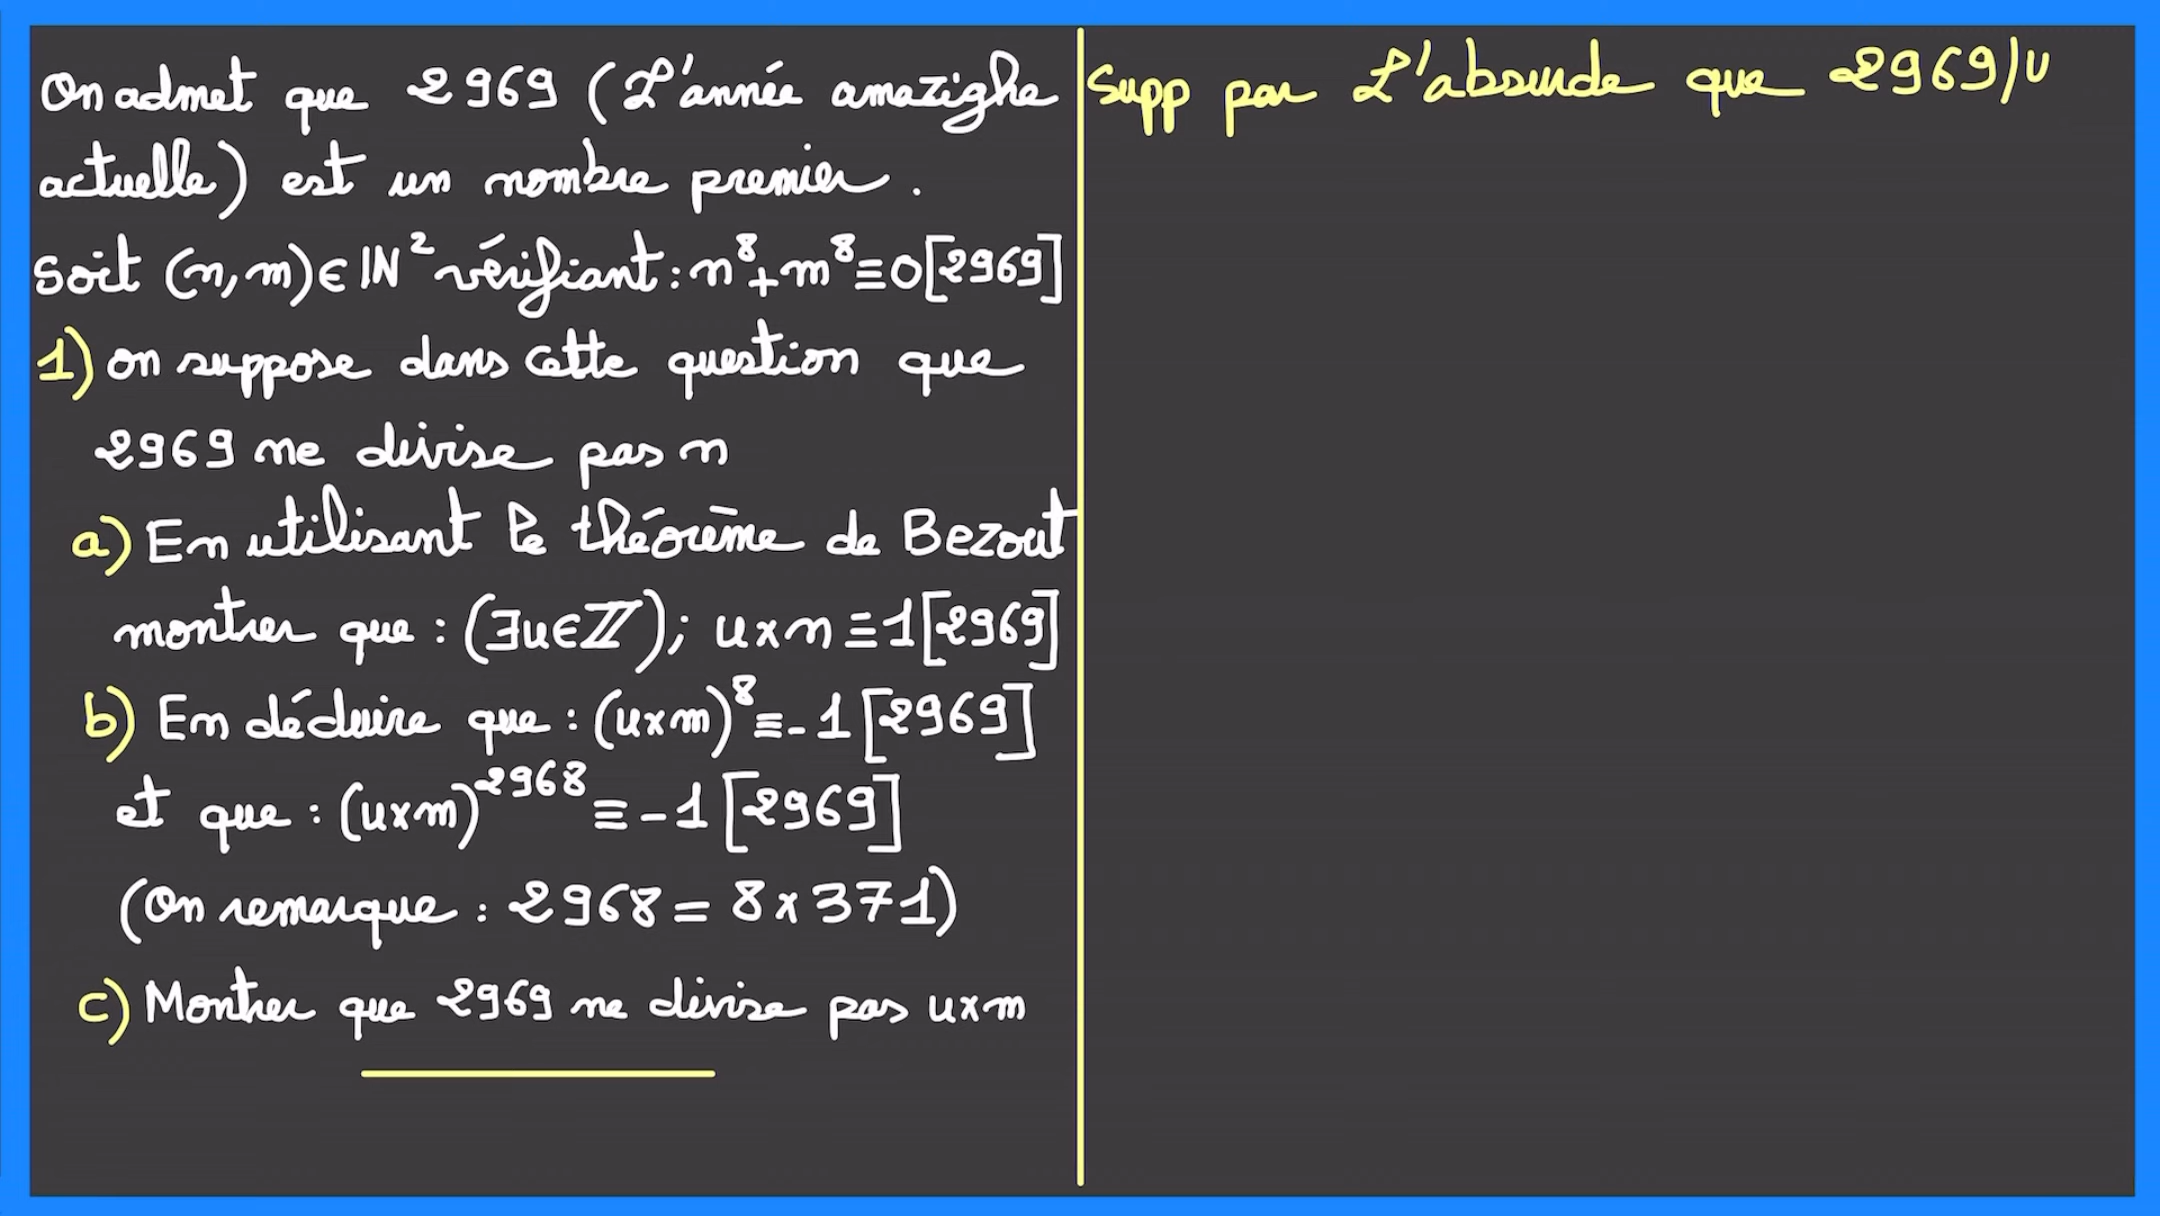 On admet que 2969 (L'année amazighe
actuelle) est un nombre premier.
Soit (n,m)∈ℕ² vérifiant : n⁸+m⁸≡0[2969]
1) on suppose dans cette question que
2969 ne divise pas n
a) En utilisant le théorème de Bezout
montrer que : (∃u∈ℤ); u×n≡1[2969]
b) En déduire que : (u×m)⁸≡-1[2969]
et que : (u×m)²⁹⁶⁸≡-1[2969]
(On remarque : 2968=8×371)
c) Montrer que 2969 ne divise pas u×m
Supp par L'absurde que 2969/u